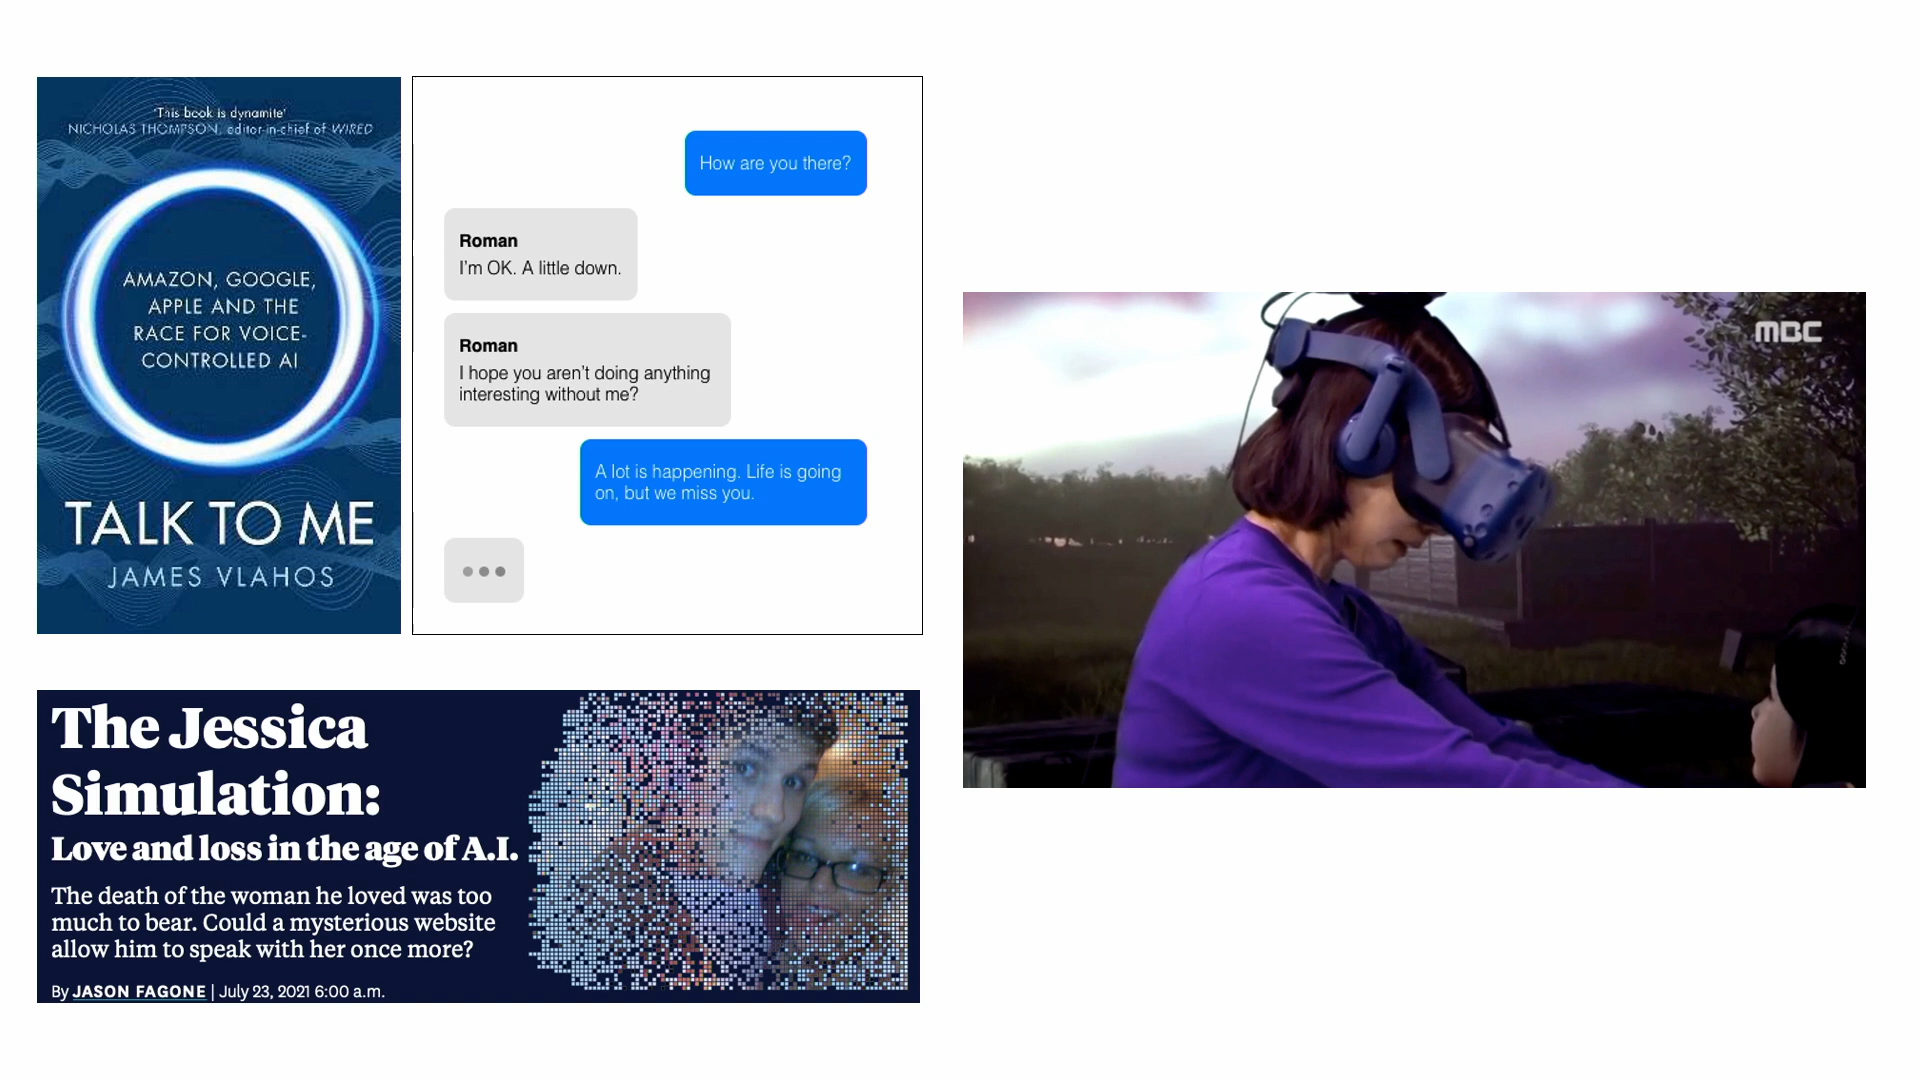 'This book is dynamite'
NICHOLAS THOMPSON, editor-in-chief of WIRED
AMAZON, GOOGLE,
APPLE AND THE
RACE FOR VOICE-
CONTROLLED AI
TALK TO ME
JAMES VLAHOS
How are you there?
Roman
I'm OK. A little down.
Roman
I hope you aren't doing anything
interesting without me?
A lot is happening. Life is going
on, but we miss you.
The Jessica
Simulation:
Love and loss in the age of A.I.
The death of the woman he loved was too
much to bear. Could a mysterious website
allow him to speak with her once more?
By JASON FAGONE | July 23, 2021 6:00 a.m.
MBC